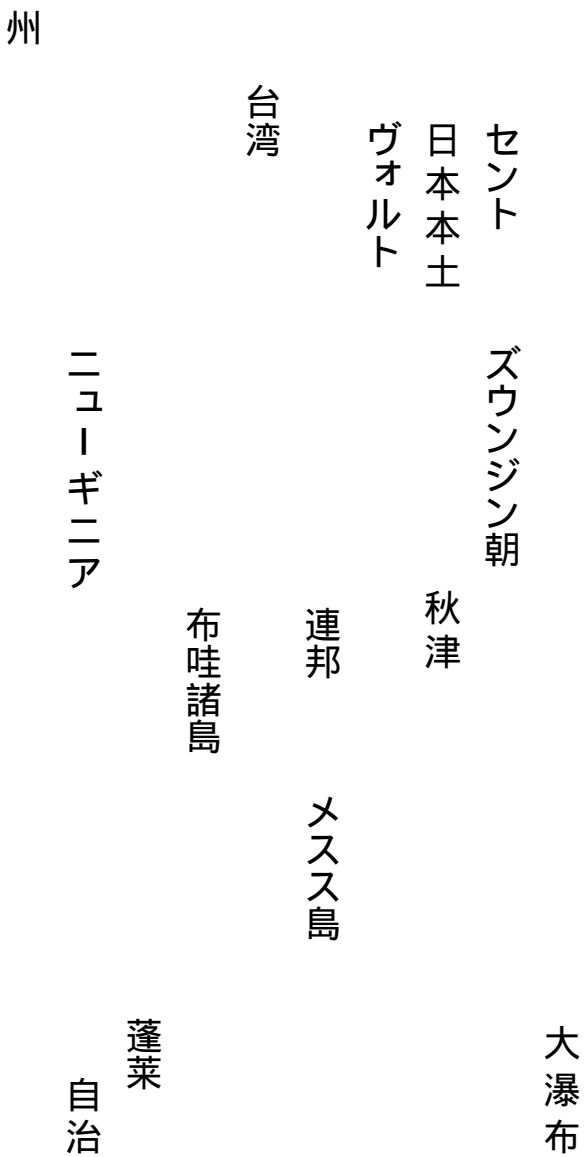 大瀑布
セント
ズウンジン朝
日本本土
秋津
ヴォルト
連邦
メスス島
台湾
布哇諸島
蓬莱
ニューギニア
自治
州